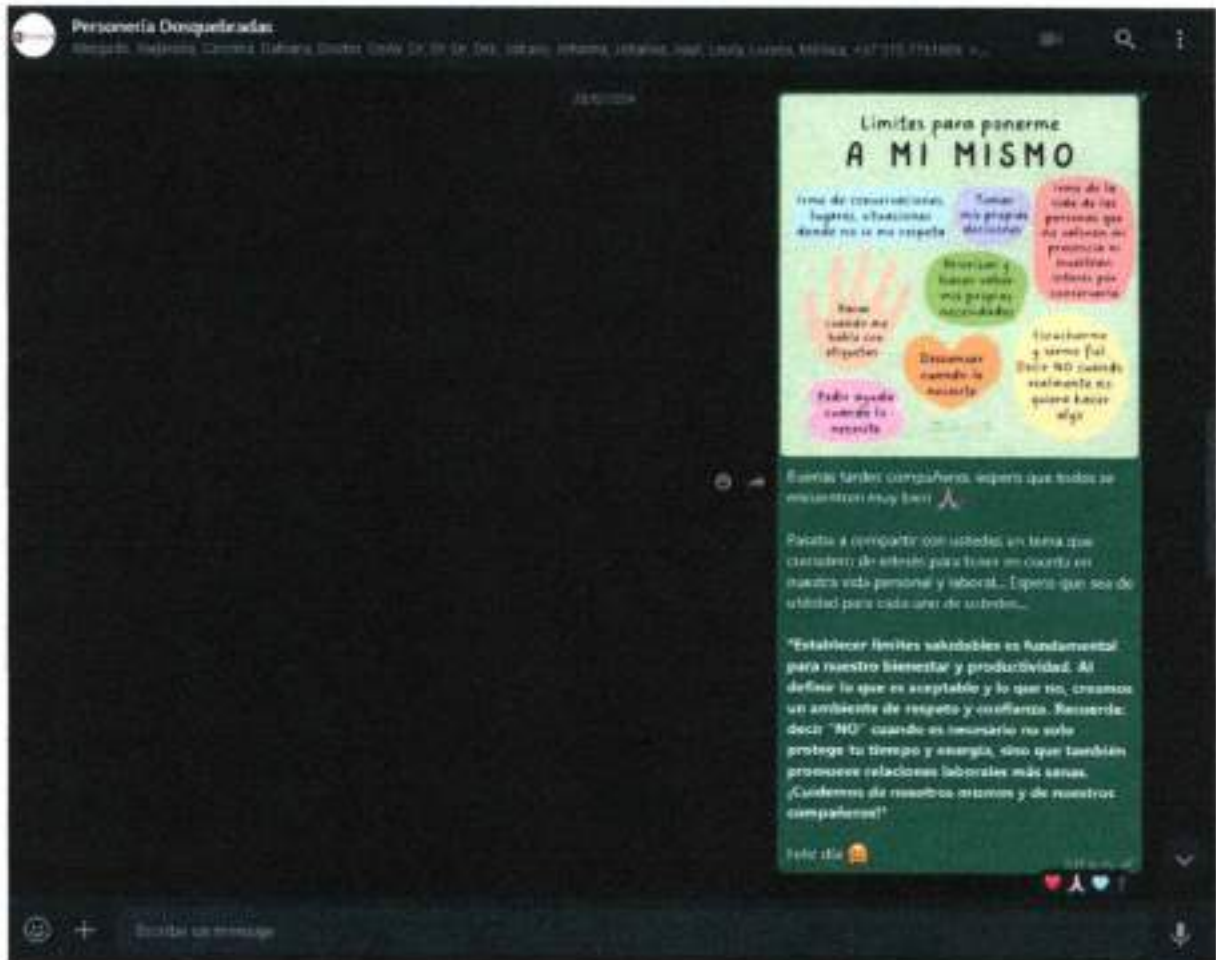 Personería Dosquebradas
Límites para ponerme
A MI MISMO
Irme de conversaciones,
lugares, situaciones
donde no se me respeta
Tomar
mis propias
decisiones
Irme de la
vida de las
personas que
no valoran mi
presencia ni
muestran
interés por
conservarla
Priorizar y
hacer valer
mis propias
necesidades
Parar
cuando me
hablo con
etiquetas
Descansar
cuando lo
necesite
Escucharme
y serme fiel
Decir NO cuando
realmente no
quiera hacer
algo
Pedir ayuda
cuando lo
necesite
Buenas tardes compañeros, espero que todos se
encuentren muy bien 🙏
Pasaba a compartir con ustedes un tema que
considero de interés para tener en cuenta en
nuestra vida personal y laboral... Espero que sea de
utilidad para cada uno de ustedes...
"Establecer límites saludables es fundamental
para nuestro bienestar y productividad. Al
definir lo que es aceptable y lo que no, creamos
un ambiente de respeto y confianza. Recuerda:
decir "NO" cuando es necesario no solo
protege tu tiempo y energía, sino que también
promueve relaciones laborales más sanas.
¡Cuidemos de nosotros mismos y de nuestros
compañeros!"
Feliz día 🤗
Escribe un mensaje